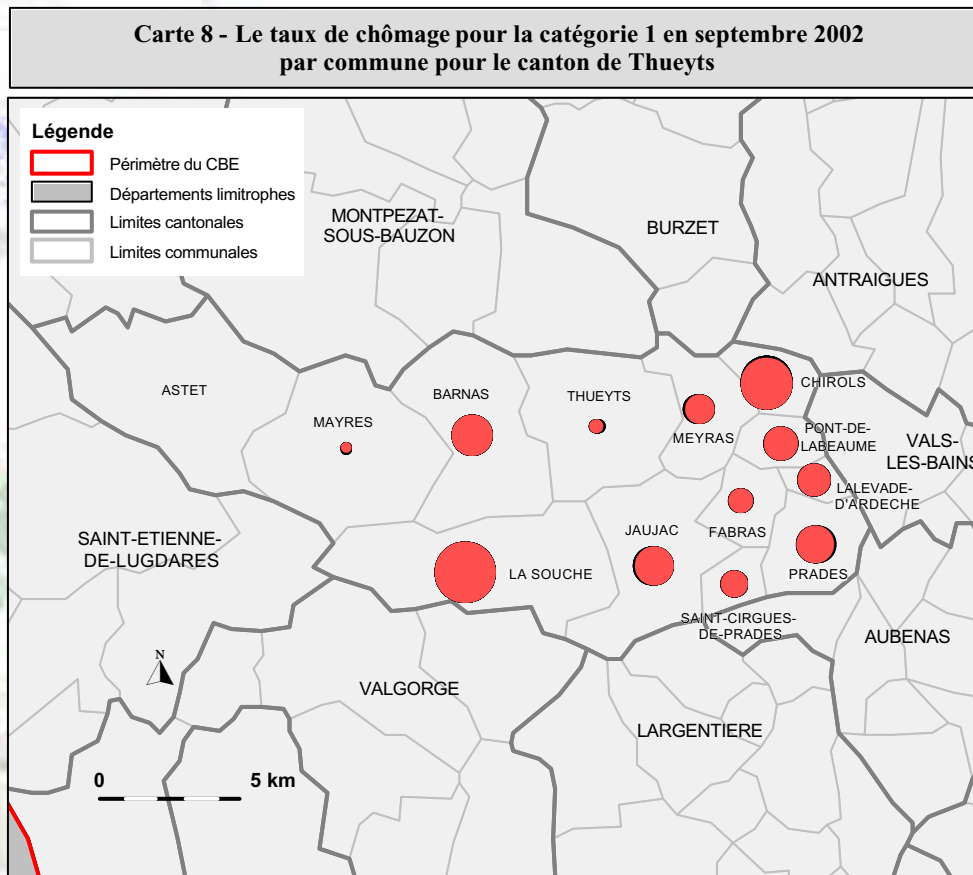 Carte 8 - Le taux de chômage pour la catégorie 1 en septembre 2002
par commune pour le canton de Thueyts
Légende
Périmètre du CBE
Départements limitrophes
Limites cantonales
Limites communales
MONTPEZAT-
SOUS-BAUZON
BURZET
ANTRAIGUES
ASTET
MAYRES
BARNAS
THUEYTS
MEYRAS
CHIROLS
PONT-DE-
LABEAUME
VALS-
LES-BAINS
LALEVADE-
D'ARDECHE
FABRAS
JAUJAC
PRADES
SAINT-ETIENNE-
DE-LUGDARES
LA SOUCHE
SAINT-CIRGUES-
DE-PRADES
AUBENAS
N
VALGORGE
LARGENTIERE
0 5 km